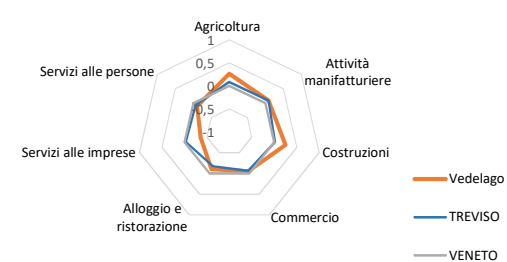 Agricoltura
1
0,5
0
0,5
-1
Attività
manifatturiere
Costruzioni
Commercio
Alloggio e
ristorazione
Servizi alle imprese
Servizi alle persone
Vedelago
TREVISO
VENETO